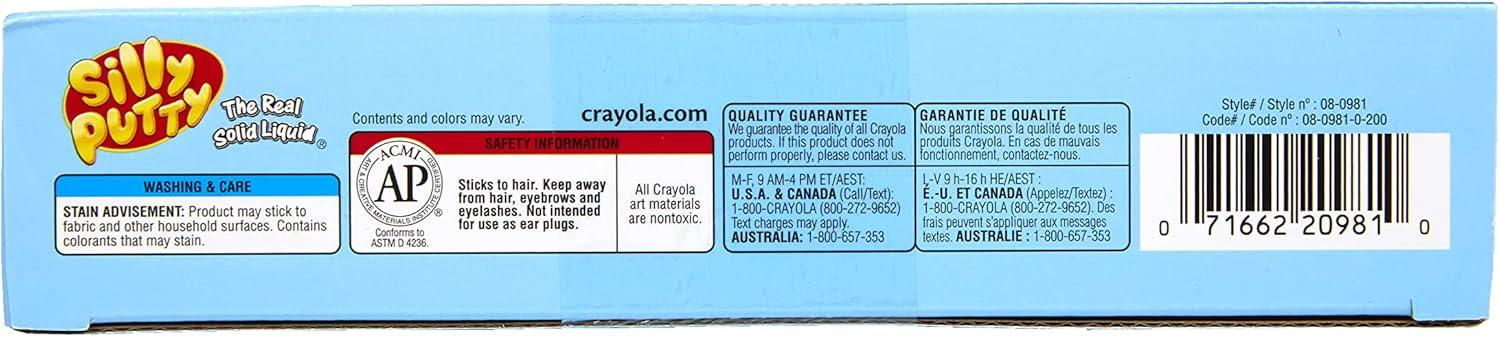 Silly
Putty
The Real
Solid Liquid®
WASHING & CARE
STAIN ADVISEMENT: Product may stick to
fabric and other household surfaces. Contains
colorants that may stain.
Contents and colors may vary.
crayola.com
SAFETY INFORMATION
ACMI
AP
ART & CREATIVE MATERIALS INSTITUTE CERTIFIED
®
Conforms to
ASTM D 4236.
Sticks to hair. Keep away
from hair, eyebrows and
eyelashes. Not intended
for use as ear plugs.
All Crayola
art materials
are nontoxic.
QUALITY GUARANTEE
We guarantee the quality of all Crayola
products. If this product does not
perform properly, please contact us.
M-F, 9 AM-4 PM ET/AEST:
U.S.A. & CANADA (Call/Text):
1-800-CRAYOLA (800-272-9652)
Text charges may apply.
AUSTRALIA: 1-800-657-353
GARANTIE DE QUALITÉ
Nous garantissons la qualité de tous les
produits Crayola. En cas de mauvais
fonctionnement, contactez-nous.
L-V 9 h-16 h HE/AEST :
É.-U. ET CANADA (Appelez/Textez) :
1-800-CRAYOLA (800-272-9652). Des
frais peuvent s'appliquer aux messages
textes. AUSTRALIE : 1-800-657-353
Style# / Style nº : 08-0981
Code# / Code nº : 08-0981-0-200
0 71662 20981 0